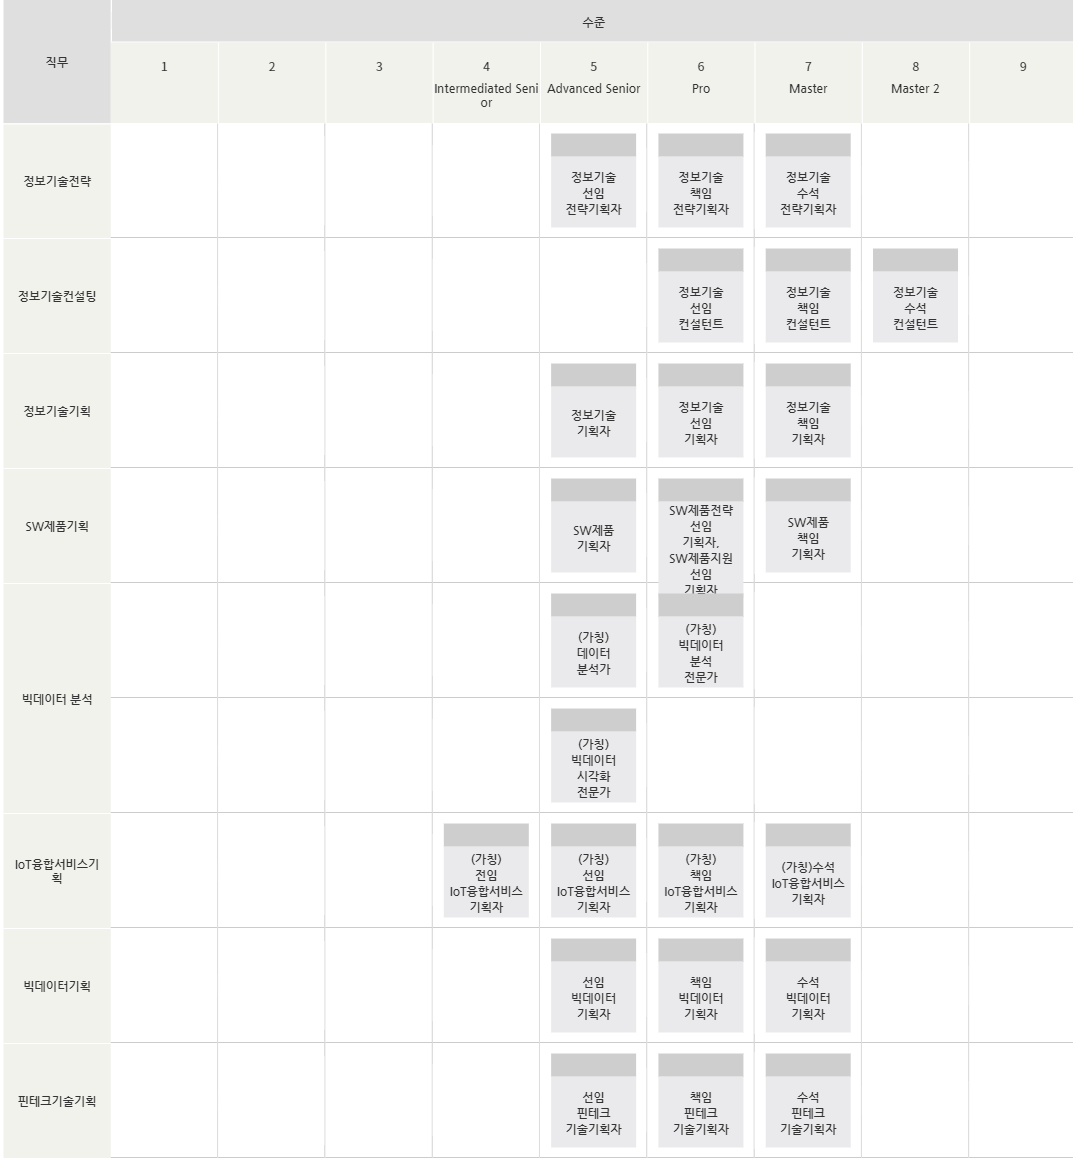 직무
수준
1
2
3
4
Intermediated Seni
or
5
Advanced Senior
6
Pro
7
Master
8
Master 2
9
정보기술전략
정보기술
선임
전략기획자
정보기술
책임
전략기획자
정보기술
수석
전략기획자
정보기술컨설팅
정보기술
선임
컨설턴트
정보기술
책임
컨설턴트
정보기술
수석
컨설턴트
정보기술기획
정보기술
기획자
정보기술
선임
기획자
정보기술
책임
기획자
SW제품기획
SW제품
기획자
SW제품전략
선임
기획자,
SW제품지원
선임
기획자
SW제품
책임
기획자
빅데이터 분석
(가칭)
데이터
분석가
(가칭)
빅데이터
분석
전문가
(가칭)
빅데이터
시각화
전문가
IoT융합서비스기
획
(가칭)
전임
IoT융합서비스
기획자
(가칭)
선임
IoT융합서비스
기획자
(가칭)
책임
IoT융합서비스
기획자
(가칭)수석
IoT융합서비스
기획자
빅데이터기획
선임
빅데이터
기획자
책임
빅데이터
기획자
수석
빅데이터
기획자
핀테크기술기획
선임
핀테크
기술기획자
책임
핀테크
기술기획자
수석
핀테크
기술기획자